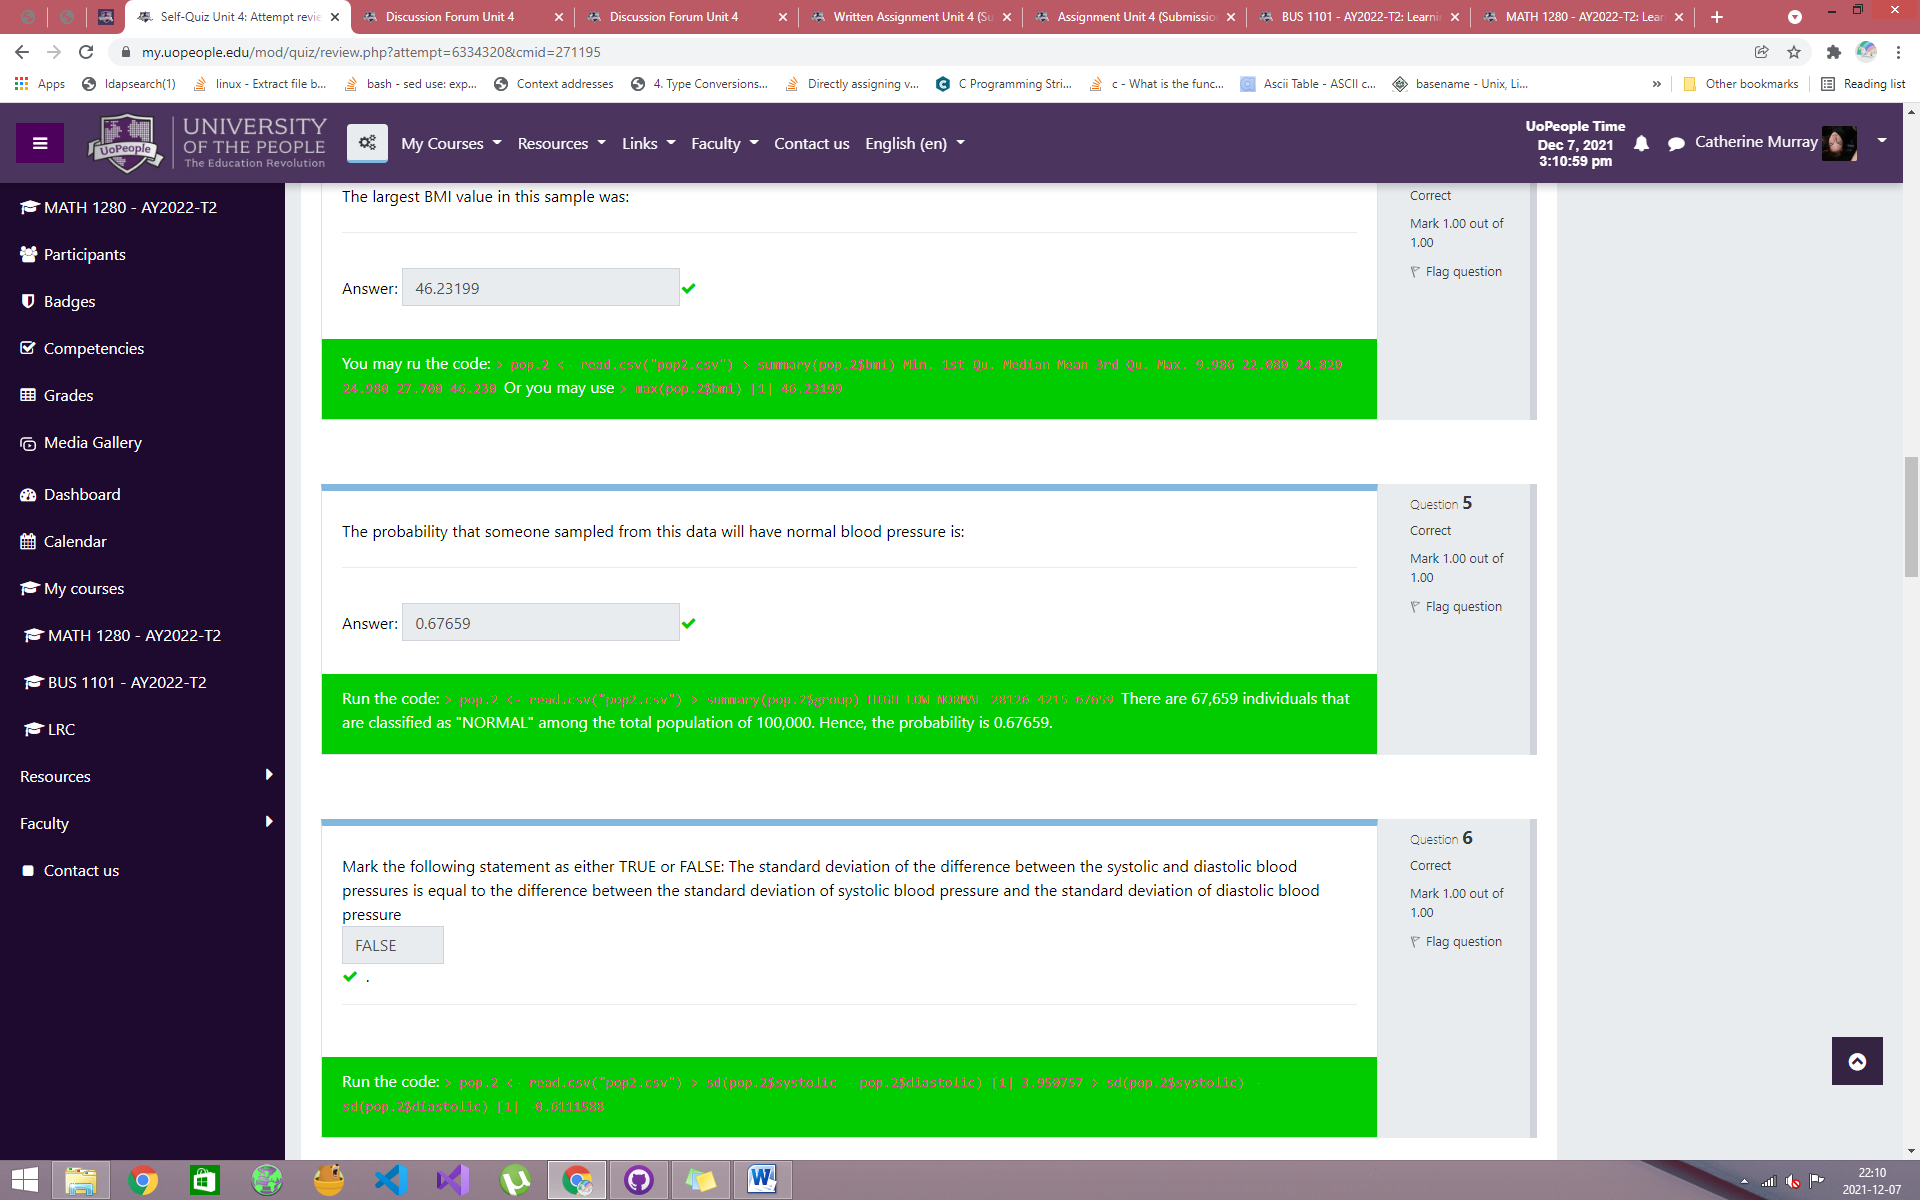 Self-Quiz Unit 4: Attempt revie
Discussion Forum Unit 4
Discussion Forum Unit 4
Written Assignment Unit 4 (Su
Assignment Unit 4 (Submissio
BUS 1101 - AY2022-T2: Learni
MATH 1280 - AY2022-T2: Lear
my.uopeople.edu/mod/quiz/review.php?attempt=6334320&cmid=271195
Apps
ldapsearch(1)
linux - Extract file b...
bash - sed use: exp...
Context addresses
4. Type Conversions...
Directly assigning v...
C Programming Stri...
c - What is the func...
Ascii Table - ASCII c...
basename - Unix, Li...
»
Other bookmarks
Reading list
UoPeople
UNIVERSITY
OF THE PEOPLE
The Education Revolution
My Courses
Resources
Links
Faculty
Contact us
English (en)
UoPeople Time
Dec 7, 2021
3:10:59 pm
Catherine Murray
MATH 1280 - AY2022-T2
Participants
Badges
Competencies
Grades
Media Gallery
Dashboard
Calendar
My courses
MATH 1280 - AY2022-T2
BUS 1101 - AY2022-T2
LRC
Resources
Faculty
Contact us
The largest BMI value in this sample was:
Answer: 46.23199
You may ru the code: > pop.2 <- read.csv("pop2.csv") > summary(pop.2$bmi) Min. 1st Qu. Median Mean 3rd Qu. Max. 9.986 22.080 24.820
24.980 27.700 46.230 Or you may use > max(pop.2$bmi) [1] 46.23199
Correct
Mark 1.00 out of
1.00
Flag question
The probability that someone sampled from this data will have normal blood pressure is:
Answer: 0.67659
Run the code: > pop.2 <- read.csv("pop2.csv") > summary(pop.2$group) HIGH LOW NORMAL 28126 4215 67659 There are 67,659 individuals that
are classified as "NORMAL" among the total population of 100,000. Hence, the probability is 0.67659.
Question 5
Correct
Mark 1.00 out of
1.00
Flag question
Mark the following statement as either TRUE or FALSE: The standard deviation of the difference between the systolic and diastolic blood
pressures is equal to the difference between the standard deviation of systolic blood pressure and the standard deviation of diastolic blood
pressure
FALSE
.
Run the code: > pop.2 <- read.csv("pop2.csv") > sd(pop.2$systolic - pop.2$diastolic) [1] 3.950757 > sd(pop.2$systolic) -
sd(pop.2$diastolic) [1] -0.6111588
Question 6
Correct
Mark 1.00 out of
1.00
Flag question
22:10
2021-12-07